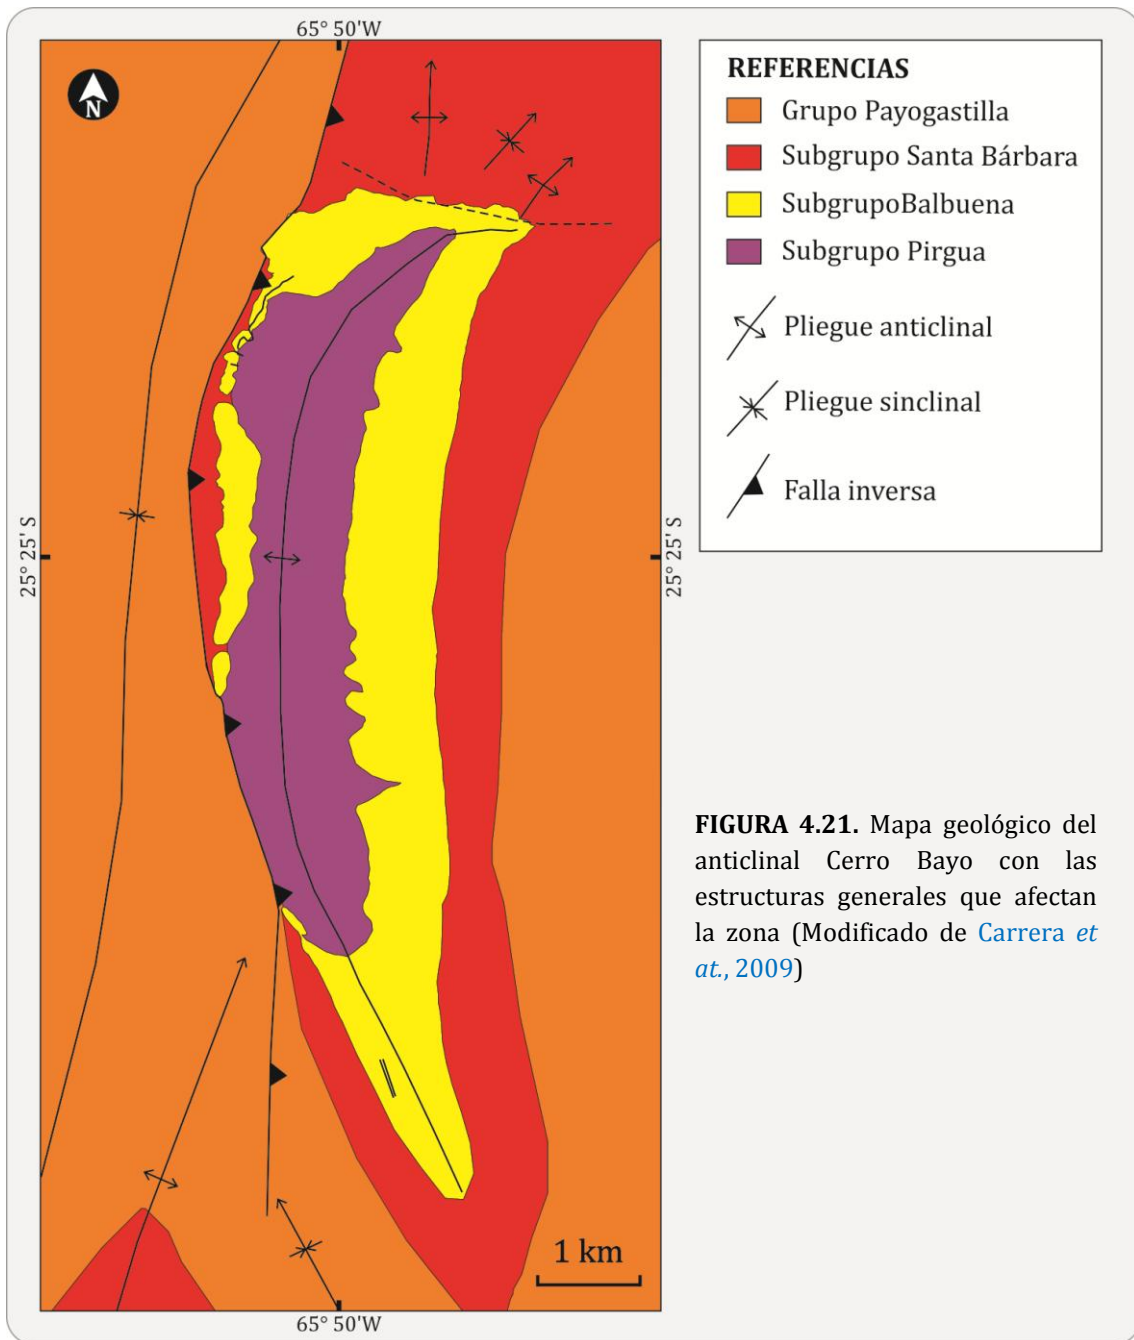 65° 50'W
N
25° 25' S
25° 25' S
1 km
65° 50'W
REFERENCIAS
Grupo Payogastilla
Subgrupo Santa Bárbara
SubgrupoBalbuena
Subgrupo Pirgua
Pliegue anticlinal
Pliegue sinclinal
Falla inversa
FIGURA 4.21. Mapa geológico del
anticlinal Cerro Bayo con las
estructuras generales que afectan
la zona (Modificado de Carrera et
at., 2009)